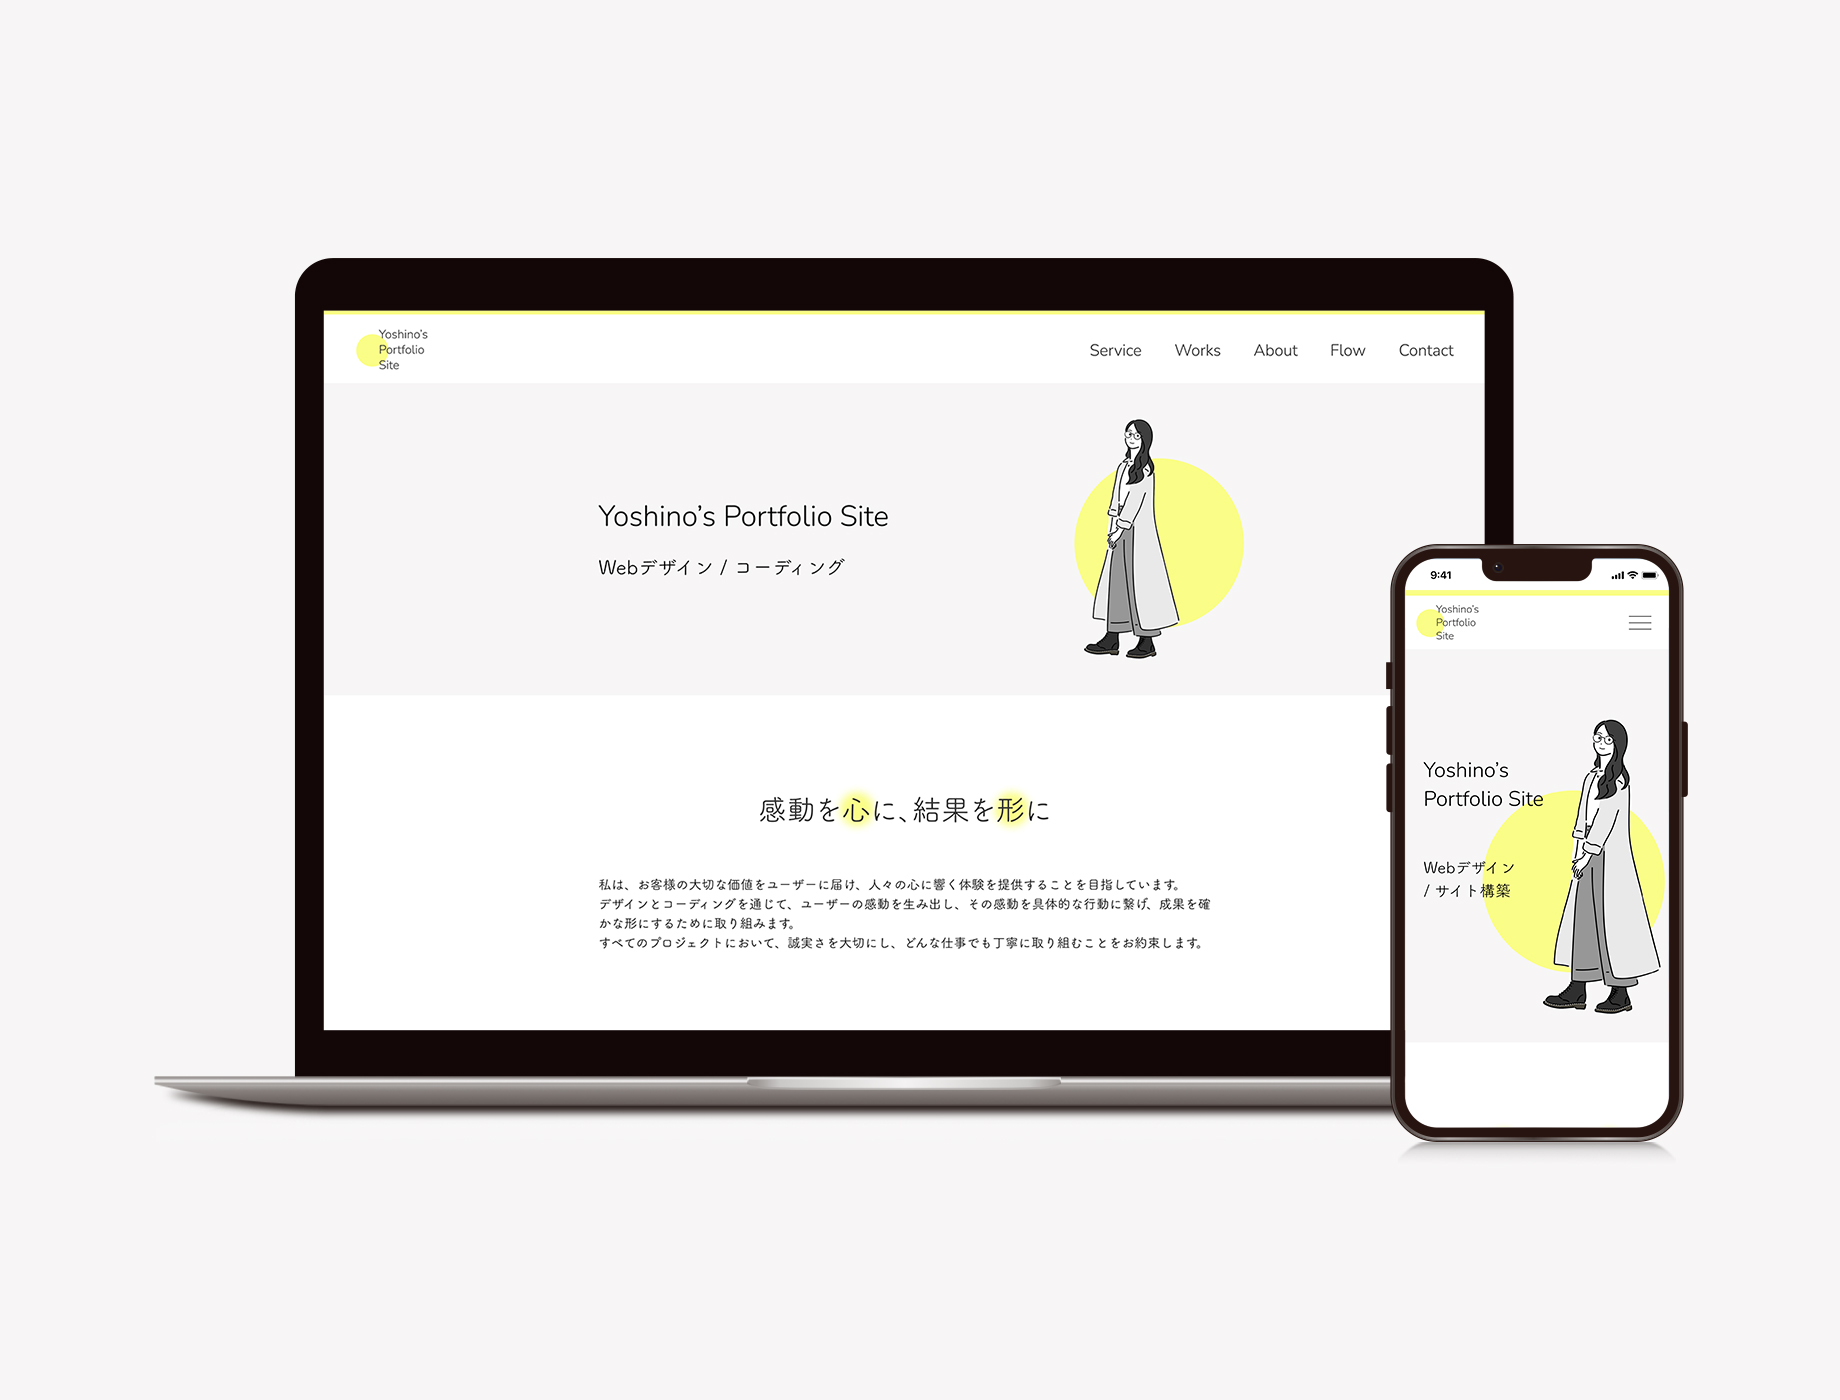 Yoshino's
Portfolio
Site
Service Works About Flow Contact
Yoshino's Portfolio Site
Webデザイン / コーディング
感動を心に、結果を形に
私は、お客様の大切な価値をユーザーに届け、人々の心に響く体験を提供することを目指しています。
デザインとコーディングを通じて、ユーザーの感動を生み出し、その感動を具体的な行動に繋げ、成果を確
かな形にするために取り組みます。
すべてのプロジェクトにおいて、誠実さを大切にし、どんな仕事でも丁寧に取り組むことをお約束します。
9:41
Yoshino's
Portfolio
Site
Yoshino's
Portfolio Site
Webデザイン
/ サイト構築